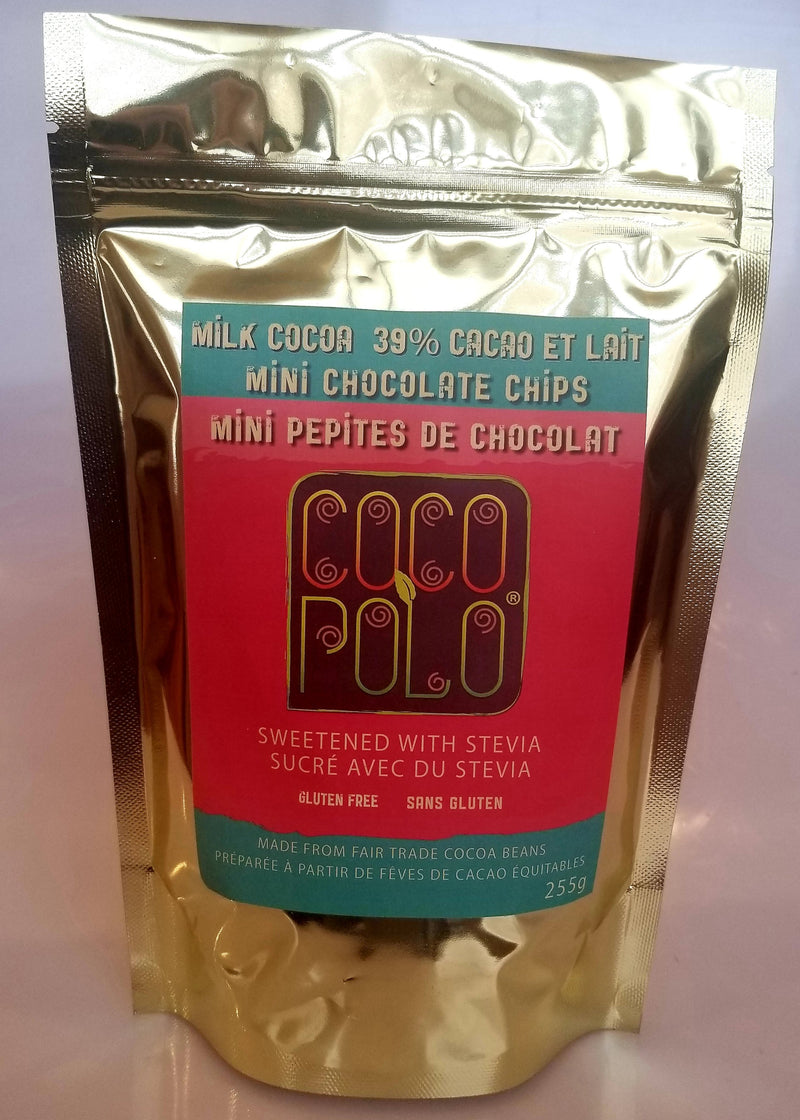 MiLK COCOA 39% CACAO ET LAiT
MiNi CHOCOLATE CHiPS
MiNi PEPiTES DE CHOCOLAT
COCO
POLO®
SWEETENED WITH STEVIA
SUCRÉ AVEC DU STEVIA
GLUTEN FREE SANS GLUTEN
MADE FROM FAIR TRADE COCOA BEANS
PRÉPARÉE À PARTIR DE FÊVES DE CACAO ÉQUITABLES
255g